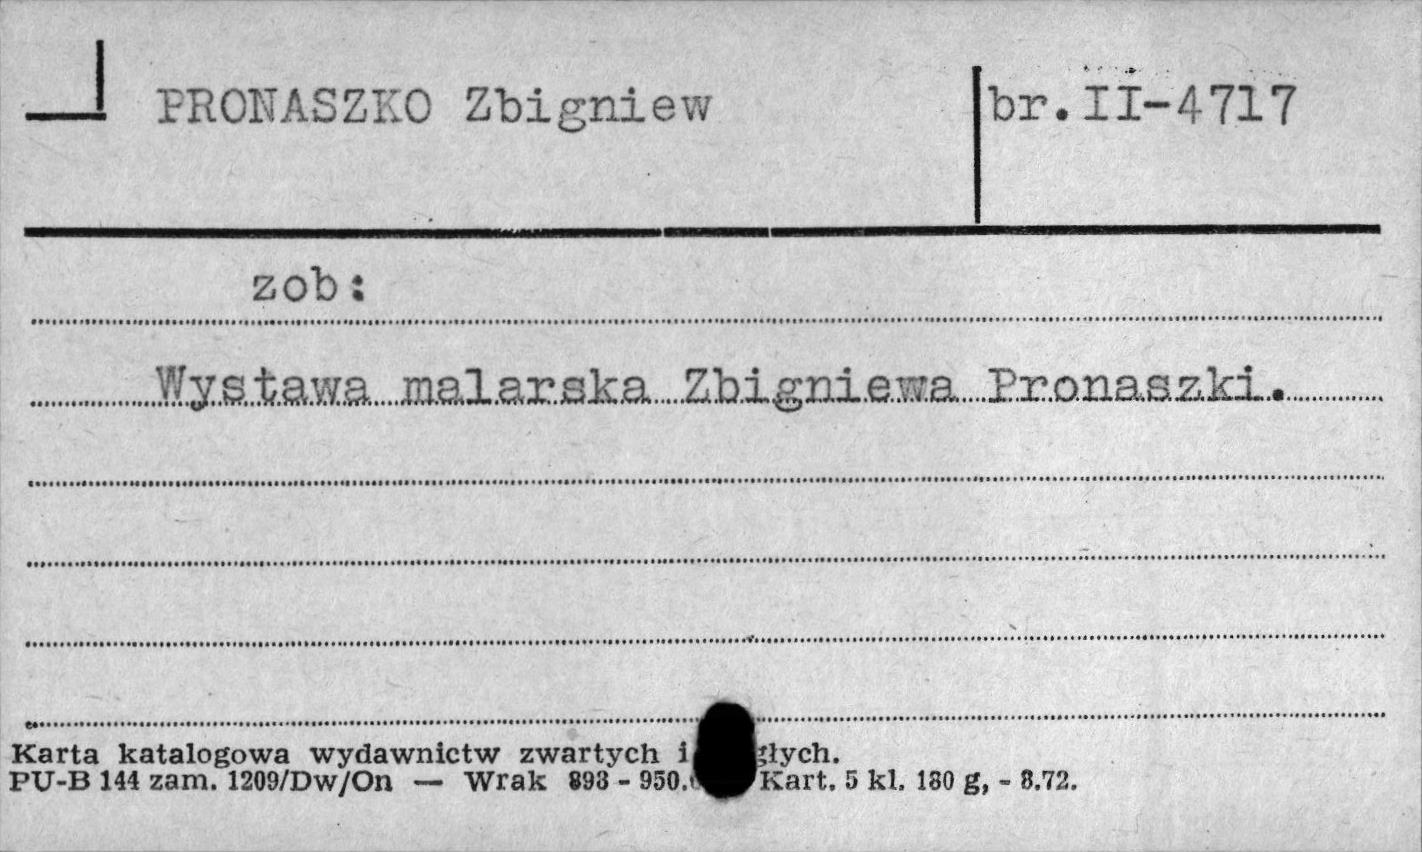 PRONASZKO Zbigniew
br.II-4717
zob:
Wystawa malarska Zbigniewa Pronaszki.
Karta katalogowa wydawnictw zwartych i głych.
PU-B 144 zam. 1209/Dw/On — Wrak 893 - 950. Kart. 5 kl. 180 g, - 8.72.